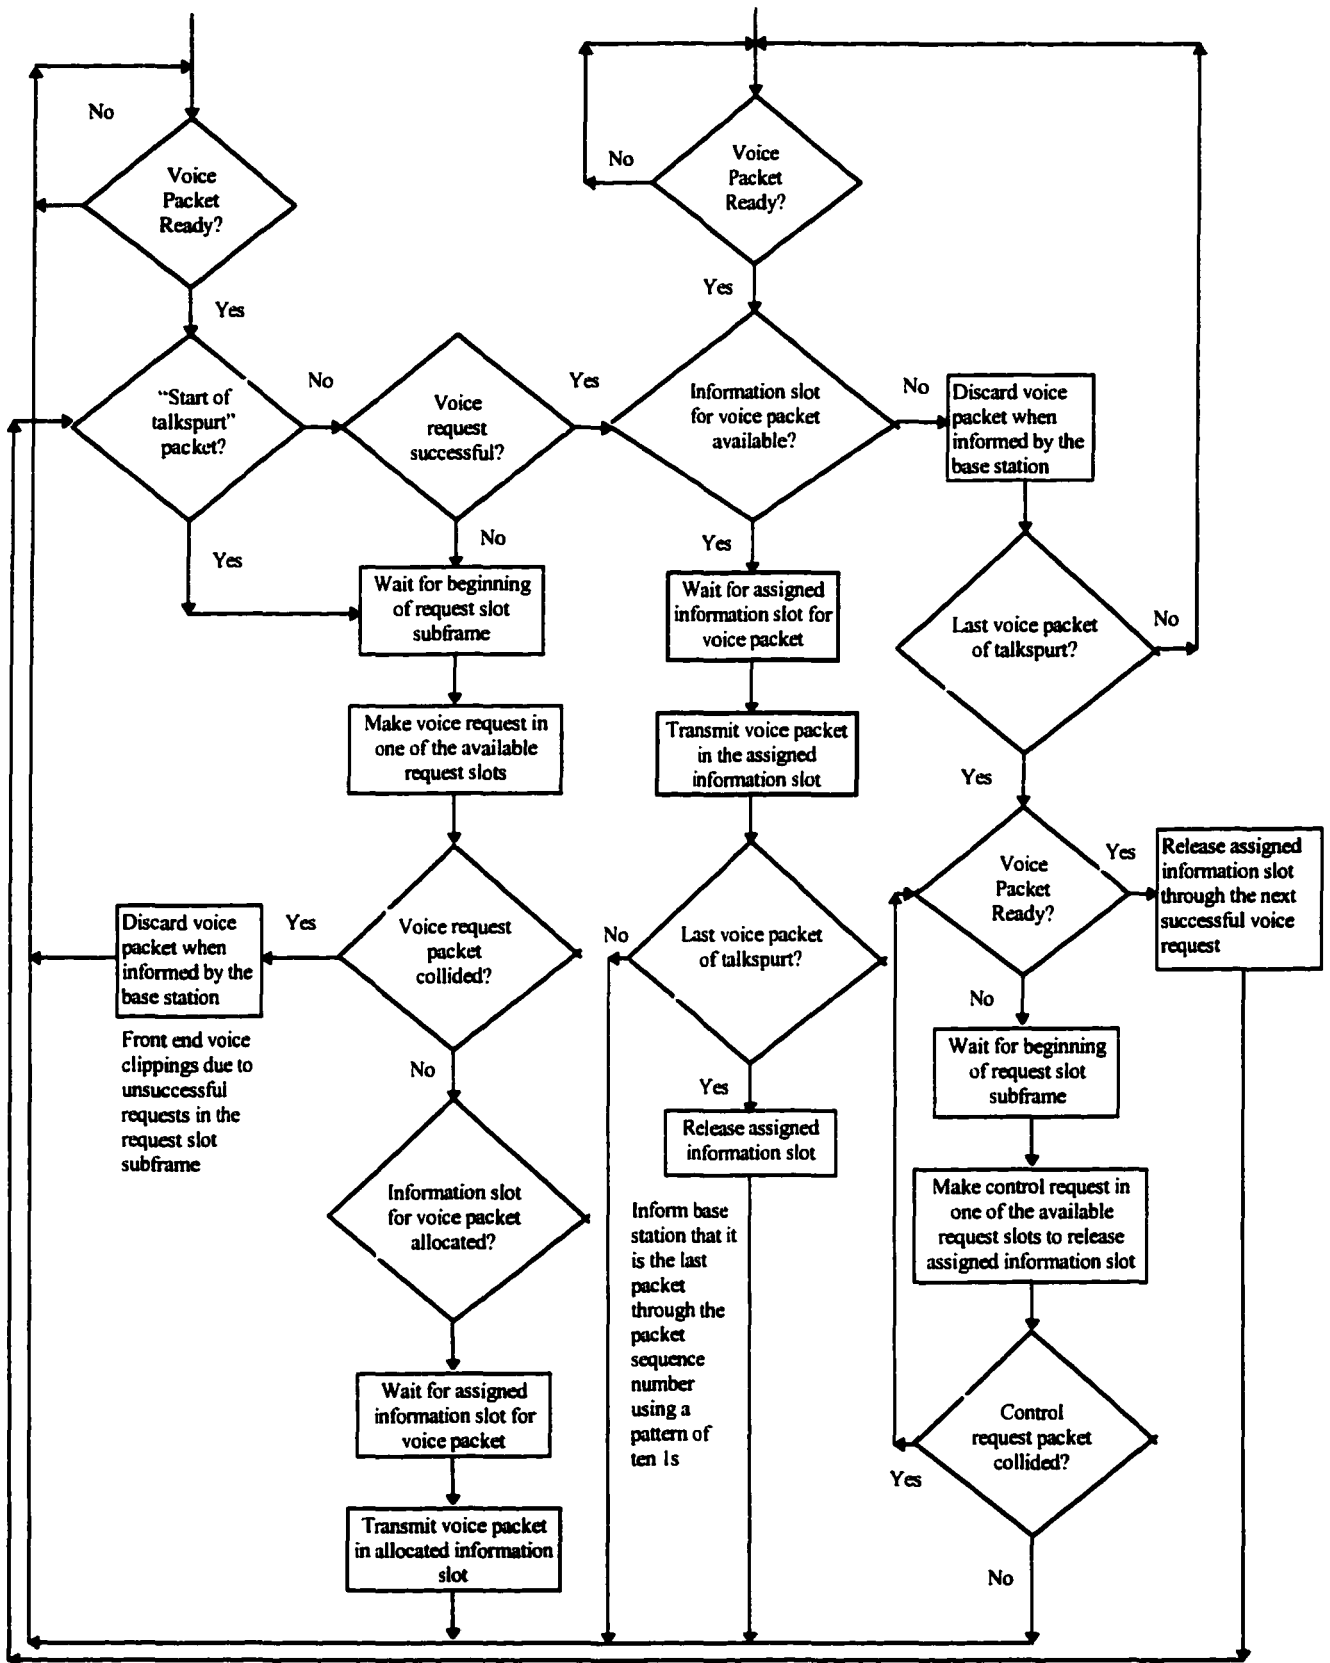 No
Voice
Packet
Ready?
Yes
"Start of
talkspurt"
packet?
No
Yes
Voice
request
successful?
Yes
No
Wait for beginning
of request slot
subframe
Make voice request in
one of the available
request slots
Voice request
packet
collided?
Yes
Discard voice
packet when
informed by the
base station
Front end voice
clippings due to
unsuccessful
requests in the
request slot
subframe
No
Information slot
for voice packet
allocated?
Wait for assigned
information slot for
voice packet
Transmit voice packet
in allocated information
slot
Voice
Packet
Ready?
No
Yes
Information slot
for voice packet
available?
No
Yes
Wait for assigned
information slot for
voice packet
Transmit voice packet
in the assigned
information slot
Last voice packet
of talkspurt?
No
Yes
Release assigned
information slot
Inform base
station that it
is the last
packet
through the
packet
sequence
number
using a
pattern of
ten 1s
Discard voice
packet when
informed by the
base station
Last voice packet
of talkspurt?
No
Yes
Voice
Packet
Ready?
Yes
Release assigned
information slot
through the next
successful voice
request
No
Wait for beginning
of request slot
subframe
Make control request in
one of the available
request slots to release
assigned information slot
Control
request packet
collided?
Yes
No